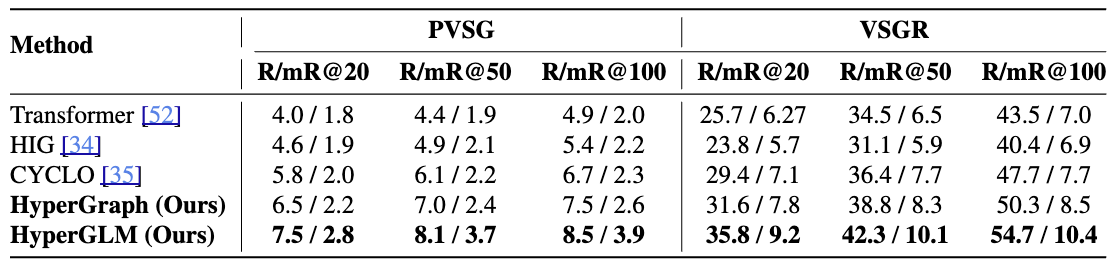 Method PVSG VSGR
R/mR@20 R/mR@50 R/mR@100 R/mR@20 R/mR@50 R/mR@100
Transformer [52] 4.0 / 1.8 4.4 / 1.9 4.9 / 2.0 25.7 / 6.27 34.5 / 6.5 43.5 / 7.0
HIG [34] 4.6 / 1.9 4.9 / 2.1 5.4 / 2.2 23.8 / 5.7 31.1 / 5.9 40.4 / 6.9
CYCLO [35] 5.8 / 2.0 6.1 / 2.2 6.7 / 2.3 29.4 / 7.1 36.4 / 7.7 47.7 / 7.7
HyperGraph (Ours) 6.5 / 2.2 7.0 / 2.4 7.5 / 2.6 31.6 / 7.8 38.8 / 8.3 50.3 / 8.5
HyperGLM (Ours) 7.5 / 2.8 8.1 / 3.7 8.5 / 3.9 35.8 / 9.2 42.3 / 10.1 54.7 / 10.4